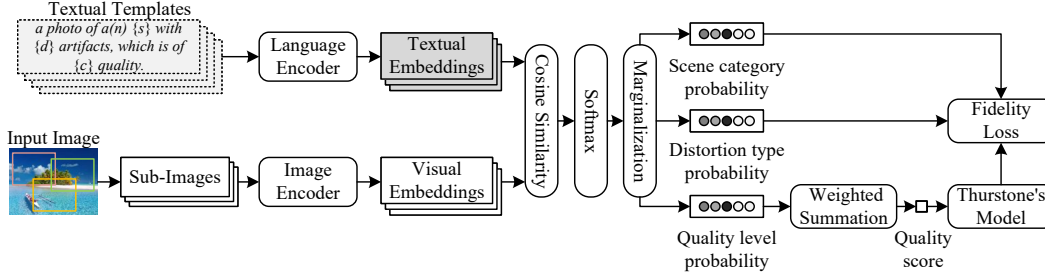 Textual Templates
a photo of a(n) {s} with
{d} artifacts, which is of
{c} quality.
Language
Encoder
Textual
Embeddings
Input Image
Sub-Images
Image
Encoder
Visual
Embeddings
Cosine Similarity
Softmax
Marginalization
Scene category
probability
Distortion type
probability
Quality level
probability
Weighted
Summation
Quality
score
Fidelity
Loss
Thurstone's
Model